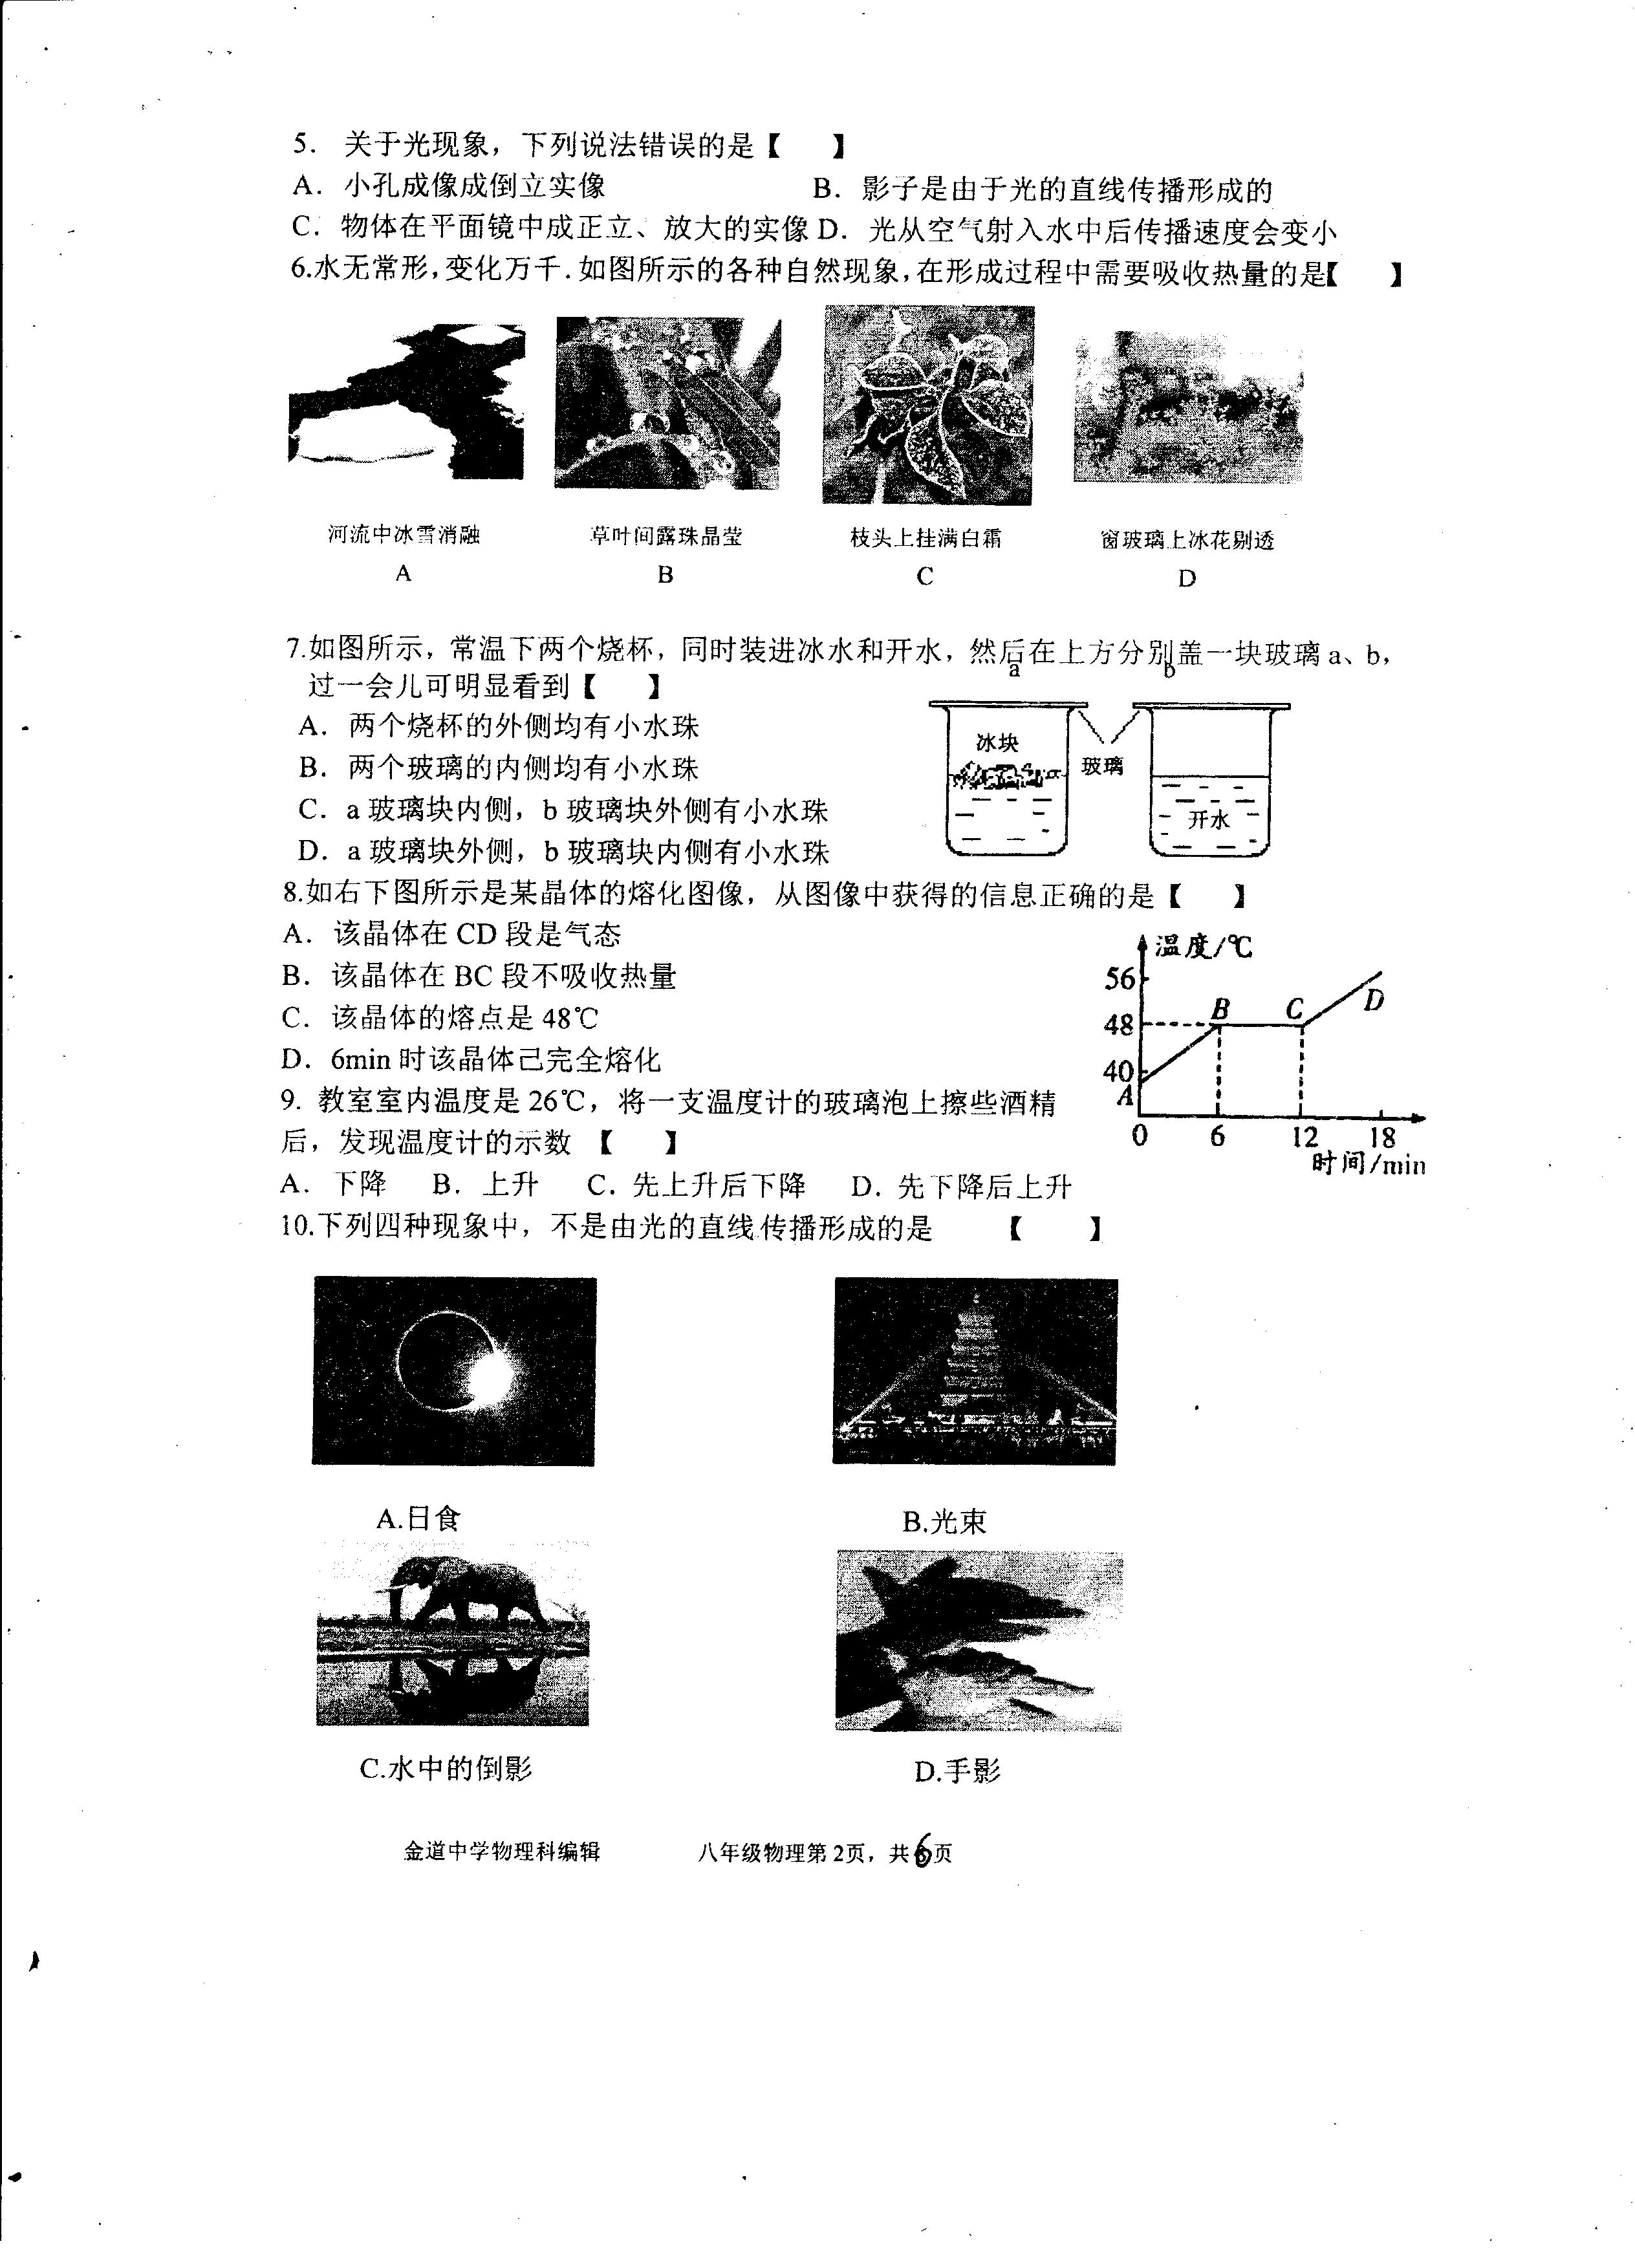 5. 关于光现象，下列说法错误的是【 】
A. 小孔成像成倒立实像 B. 影子是由于光的直线传播形成的
C. 物体在平面镜中成正立、放大的实像 D. 光从空气射入水中后传播速度会变小
6.水无常形,变化万千.如图所示的各种自然现象,在形成过程中需要吸收热量的是【 】
河流中冰雪消融 草叶间露珠晶莹 枝头上挂满白霜 窗玻璃上冰花剔透
A B C D
7.如图所示，常温下两个烧杯，同时装进冰水和开水，然后在上方分别盖一块玻璃 a、b，
过一会儿可明显看到【 】
a b
冰块
玻璃
开水
A. 两个烧杯的外侧均有小水珠
B. 两个玻璃的内侧均有小水珠
C. a 玻璃块内侧，b 玻璃块外侧有小水珠
D. a 玻璃块外侧，b 玻璃块内侧有小水珠
8.如右下图所示是某晶体的熔化图像，从图像中获得的信息正确的是【 】
A. 该晶体在 CD 段是气态
B. 该晶体在 BC 段不吸收热量
C. 该晶体的熔点是 48℃
D. 6min 时该晶体已完全熔化
温度/℃
56
D
B C
48
40
A
0 6 12 18
时间/min
9. 教室室内温度是 26℃，将一支温度计的玻璃泡上擦些酒精
后，发现温度计的示数 【 】
A. 下降 B. 上升 C. 先上升后下降 D. 先下降后上升
10.下列四种现象中，不是由光的直线传播形成的是 【 】
A.日食 B.光束
C.水中的倒影 D.手影
金道中学物理科编辑 八年级物理第 2页，共6页